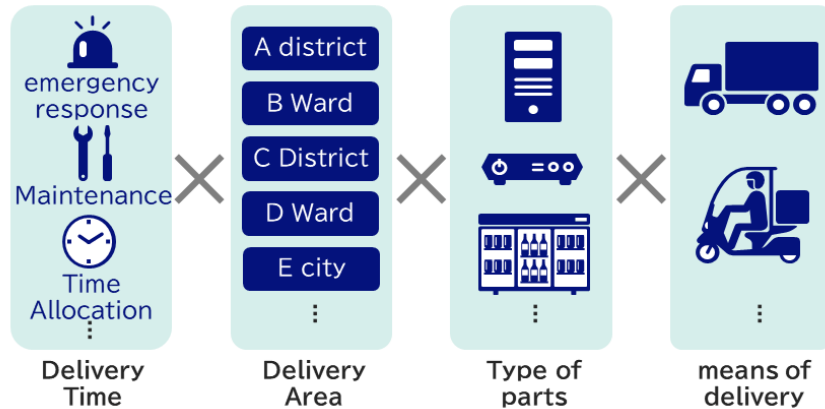 emergency
response
Maintenance
Time
Allocation
⋮
Delivery
Time
A district
B Ward
C District
D Ward
E city
⋮
Delivery
Area
⋮
Type of
parts
⋮
means of
delivery